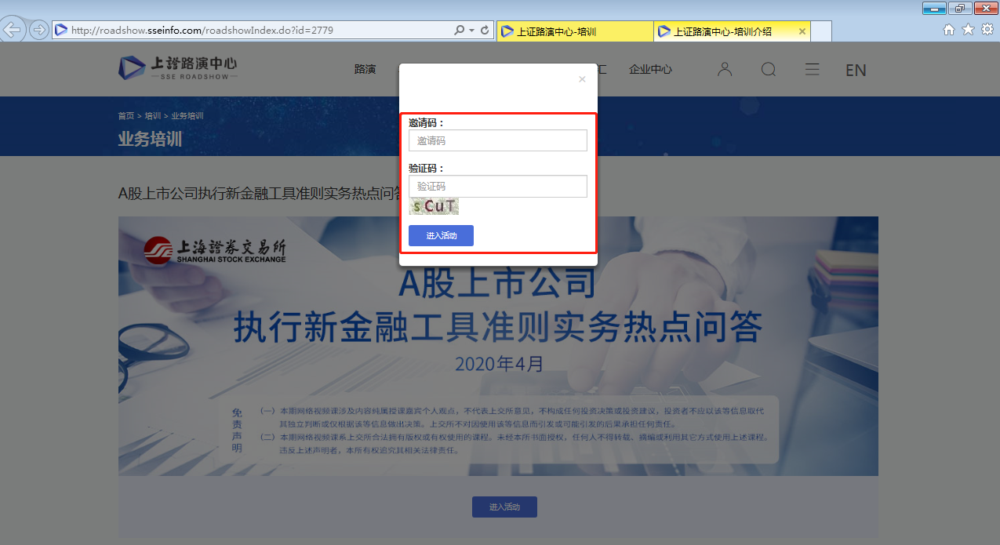 http://roadshow.sseinfo.com/roadshowIndex.do?id=2779
上证路演中心-培训
上证路演中心-培训介绍
上證路演中心
SSE ROADSHOW
路演
汇
企业中心
EN
首页 > 培训 > 业务培训
业务培训
邀请码：
邀请码
验证码：
验证码
sCuT
进入活动
A股上市公司执行新金融工具准则实务热点问答
上海證券交易所
SHANGHAI STOCK EXCHANGE
A股上市公司
执行新金融工具准则实务热点问答
2020年4月
免责声明
（一）本期网络视频课涉及内容纯属授课嘉宾个人观点，不代表上交所意见，不构成任何投资决策或投资建议，投资者不应以该等信息取代
其独立判断或仅根据该等信息做出决策。上交所不对因使用该等信息而引发或可能引发的后果承担任何责任。
（二）本期网络视频课系上交所合法拥有版权或有权使用的课程。未经本所书面授权，任何人不得转载、摘编或利用其它方式使用上述课程。
违反上述声明者，本所有权追究其相关法律责任。
进入活动